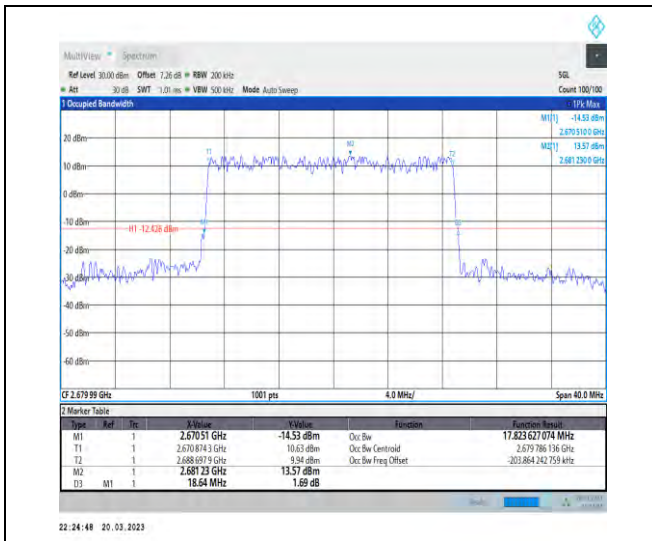 MultiView Spectrum
Ref Level 30.00 dBm Offset 7.26 dB RBW 200 kHz SGL
Att 30 dB SWT 1.01 ms VBW 500 kHz Mode Auto Sweep Count 100/100
1 Occupied Bandwidth 1Pk Max
M1[1] -14.53 dBm
2.670 510 0 GHz
M2[1] 13.57 dBm
2.681 230 0 GHz
20 dBm
T1 M2 T2
10 dBm
0 dBm
-10 dBm
H1 -12.426 dBm
-20 dBm
-30 dBm
-40 dBm
-50 dBm
-60 dBm
CF 2.679 99 GHz 1001 pts 4.0 MHz/ Span 40.0 MHz
2 Marker Table
Type Ref Trc X-Value Y-Value Function Function Result
M1 1 2.670 51 GHz -14.53 dBm Occ Bw 17.823 627 074 MHz
T1 1 2.670 874 3 GHz 10.63 dBm Occ Bw Centroid 2.679 786 136 GHz
T2 1 2.688 697 9 GHz 9.94 dBm Occ Bw Freq Offset -203.864 242 759 kHz
M2 1 2.681 23 GHz 13.57 dBm
D3 M1 1 18.64 MHz 1.69 dB
22:24:48 20.03.2023